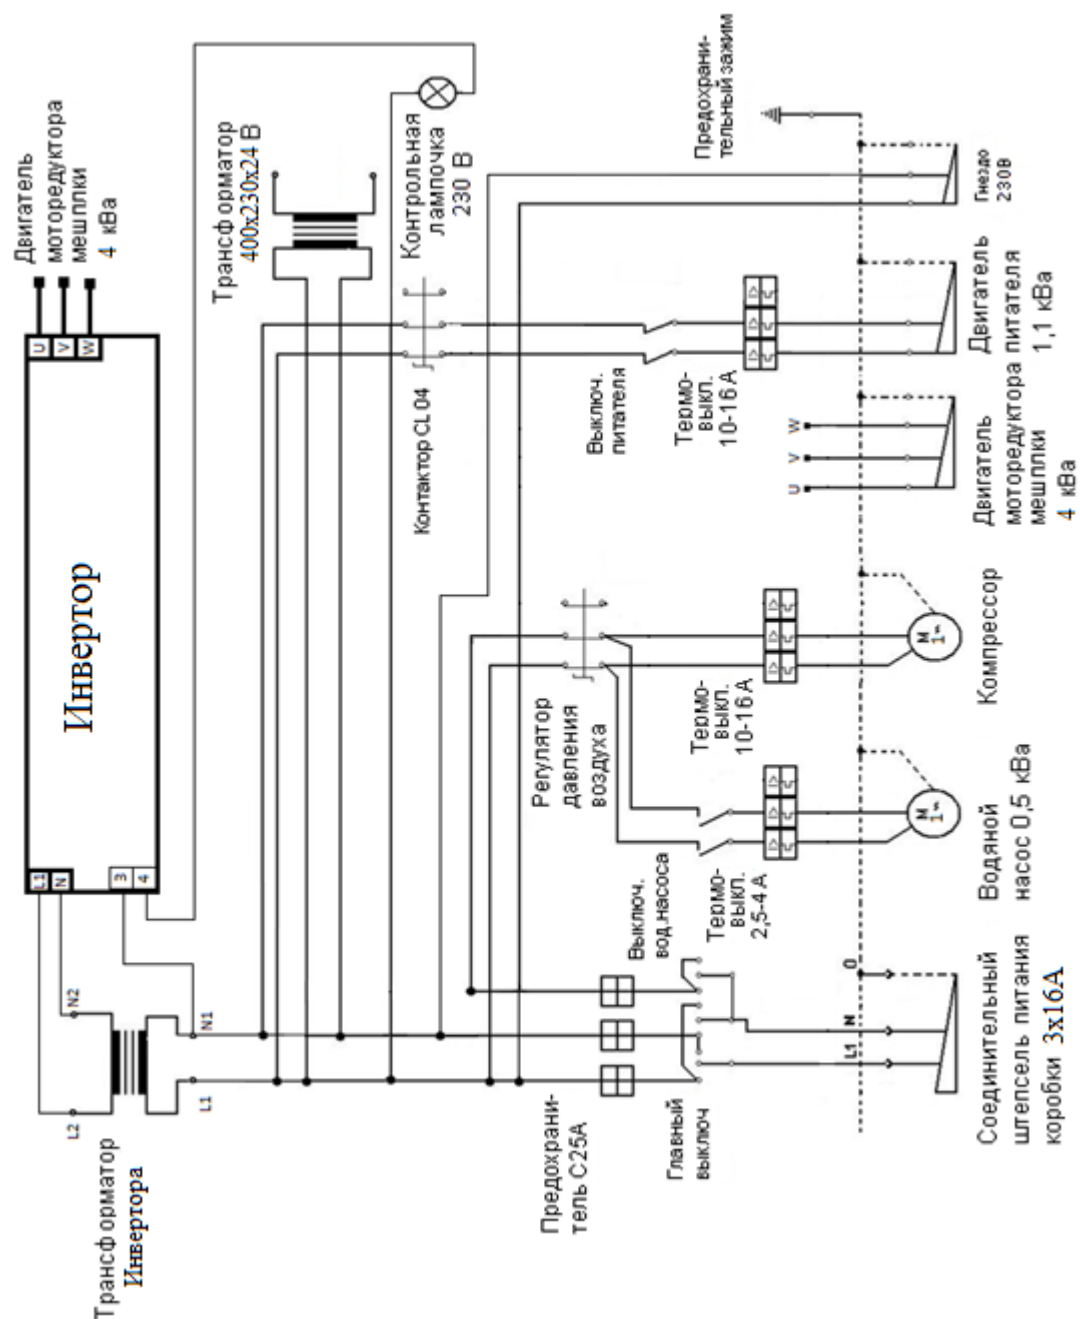 Двигатель
моторедуктора
мешплки
4 кВа
U
V
W
Инвертор
L1
N
3
4
Трансформатор
400х230х24 В
Контрольная
лампочка
230 В
Предохрани-
тельный зажим
Гнездо
230В
Контактор CL 04
Выключ.
питателя
Термо-
выкл.
10-16 А
Двигатель
моторедуктора питателя
1,1 кВа
U
V
W
Двигатель
моторедуктора
мешплки
4 кВа
Регулятор
давления
воздуха
Термо-
выкл.
10-16 А
M
1~
Компрессор
Выключ.
вод.насоса
Термо-
выкл.
2,5-4 А
M
1~
Водяной
насос 0,5 кВа
N2
L2
N1
L1
Трансформатор
Инвертора
Предохрани-
тель С25А
Главный
выключ
L1
N
0
Соединительный
штепсель питания
коробки 3х16А